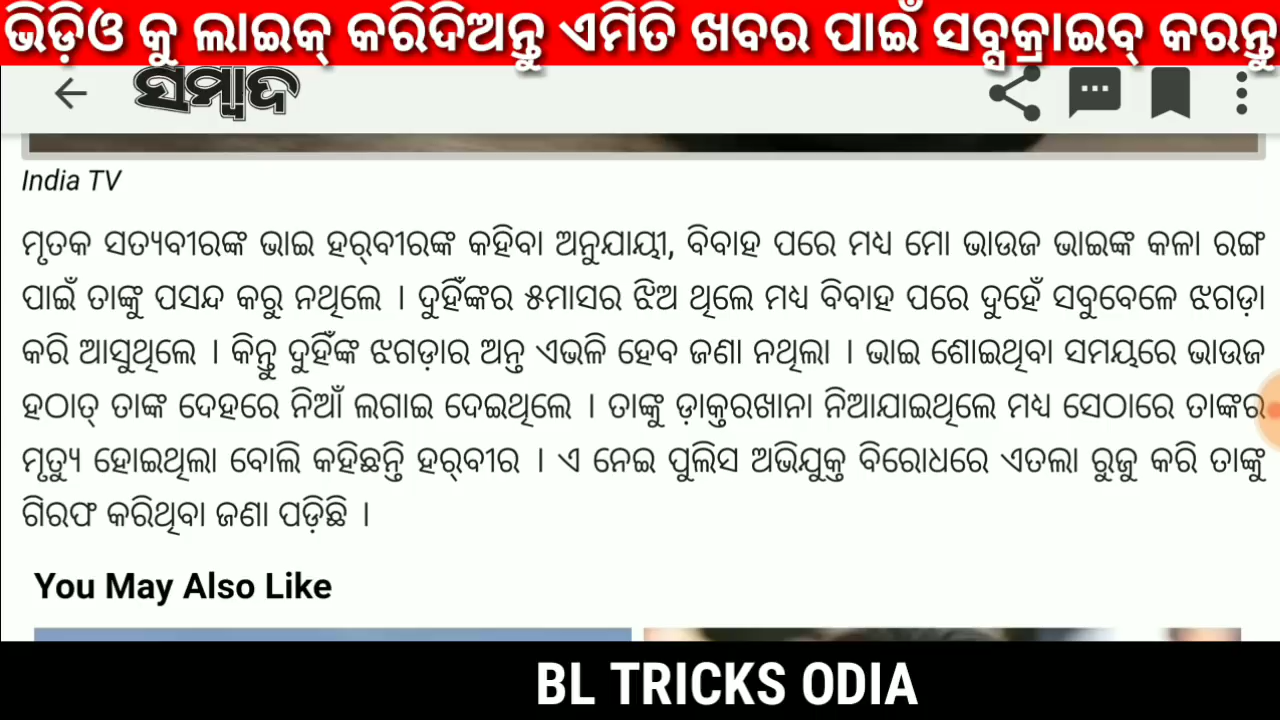 ଭିଡ଼ିଓ କୁ ଲାଇକ୍ କରିଦିଅନ୍ତୁ ଏମିତି ଖବର ପାଇଁ ସବ୍ସକ୍ରାଇବ୍ କରନ୍ତୁ
ସମ୍ବାଦ
India TV
ମୃତକ ସତ୍ୟବୀରଙ୍କ ଭାଇ ହର୍‌ବୀରଙ୍କ କହିବା ଅନୁଯାୟୀ, ବିବାହ ପରେ ମଧ୍ୟ ମୋ ଭାଉଜ ଭାଇଙ୍କ କଳା ରଙ୍ଗ
ପାଇଁ ତାଙ୍କୁ ପସନ୍ଦ କରୁ ନଥିଲେ । ଦୁହିଁଙ୍କର ୫ମାସର ଝିଅ ଥିଲେ ମଧ୍ୟ ବିବାହ ପରେ ଦୁହେଁ ସବୁବେଳେ ଝଗଡ଼ା
କରି ଆସୁଥିଲେ । କିନ୍ତୁ ଦୁହିଁଙ୍କ ଝଗଡ଼ାର ଅନ୍ତ ଏଭଳି ହେବ ଜଣା ନଥିଲା । ଭାଇ ଶୋଇଥିବା ସମୟରେ ଭାଉଜ
ହଠାତ୍ ତାଙ୍କ ଦେହରେ ନିଆଁ ଲଗାଇ ଦେଇଥିଲେ । ତାଙ୍କୁ ଡ଼ାକ୍ତରଖାନା ନିଆଯାଇଥିଲେ ମଧ୍ୟ ସେଠାରେ ତାଙ୍କର
ମୃତ୍ୟୁ ହୋଇଥିଲା ବୋଲି କହିଛନ୍ତି ହର୍‌ବୀର । ଏ ନେଇ ପୁଲିସ ଅଭିଯୁକ୍ତ ବିରୋଧରେ ଏତଲା ରୁଜୁ କରି ତାଙ୍କୁ
ଗିରଫ କରିଥିବା ଜଣା ପଡ଼ିଛି ।
You May Also Like
BL TRICKS ODIA